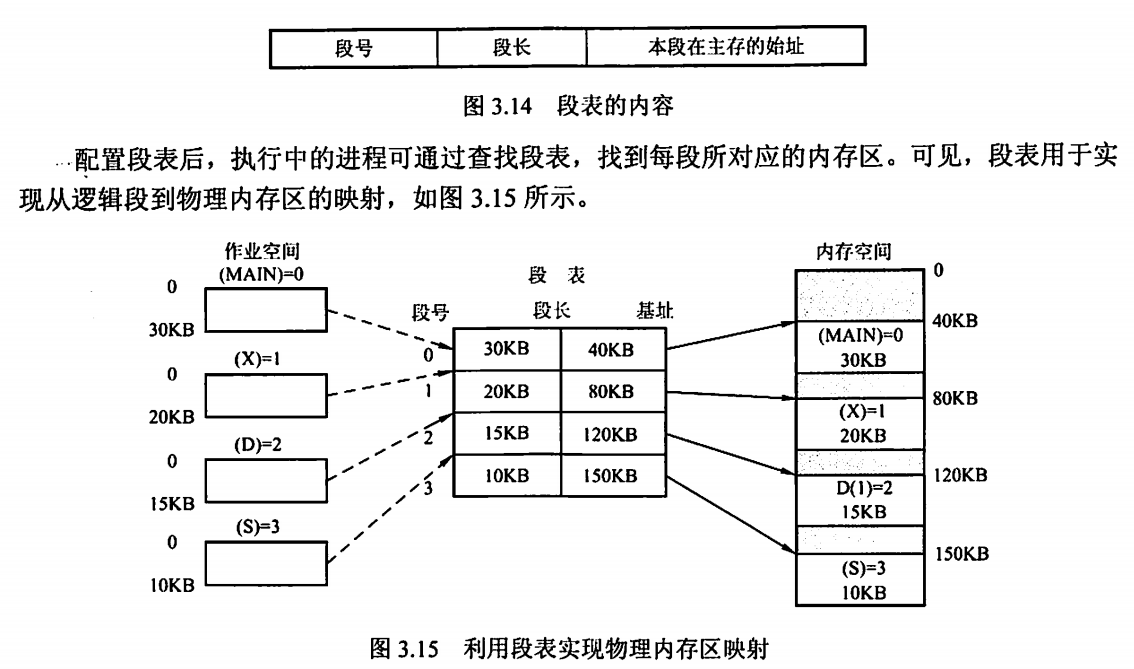 段号 段长 本段在主存的始址
图 3.14 段表的内容
配置段表后，执行中的进程可通过查找段表，找到每段所对应的内存区。可见，段表用于实
现从逻辑段到物理内存区的映射，如图 3.15 所示。
作业空间
(MAIN)=0
0
30KB
(X)=1
0
20KB
(D)=2
0
15KB
(S)=3
0
10KB
段 表
段号 段长 基址
0 30KB 40KB
1 20KB 80KB
2 15KB 120KB
3 10KB 150KB
内存空间
0
40KB
(MAIN)=0
30KB
80KB
(X)=1
20KB
120KB
D(1)=2
15KB
150KB
(S)=3
10KB
图 3.15 利用段表实现物理内存区映射